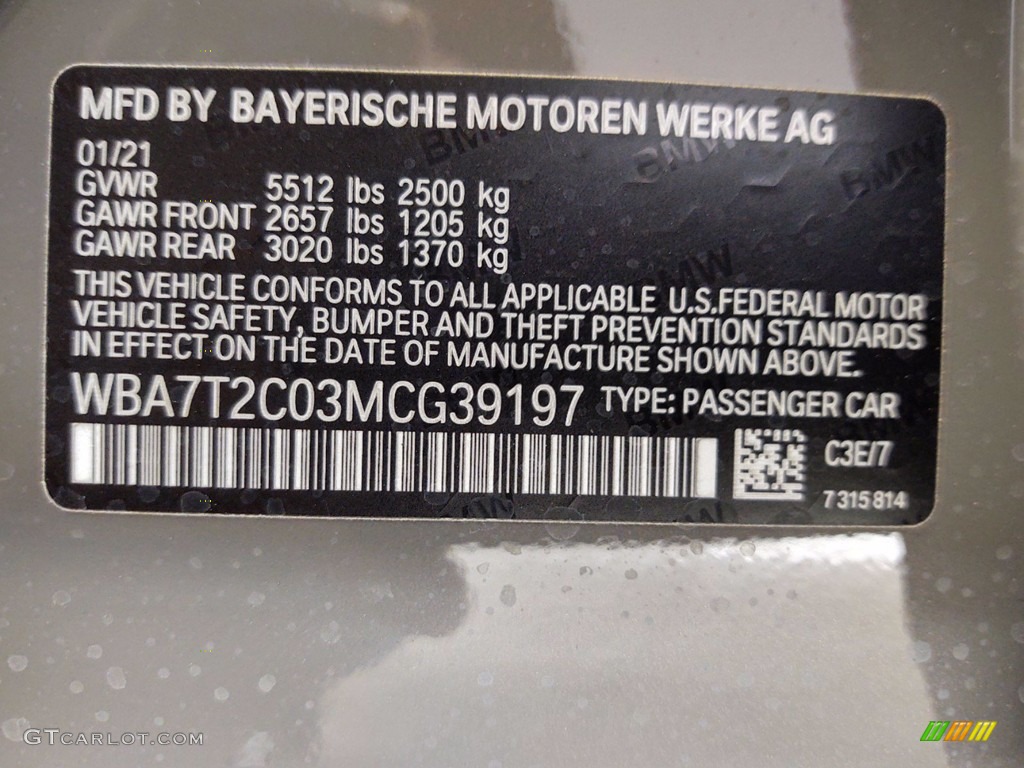 MFD BY BAYERISCHE MOTOREN WERKE AG
01/21
GVWR 5512 lbs 2500 kg
GAWR FRONT 2657 lbs 1205 kg
GAWR REAR 3020 lbs 1370 kg
THIS VEHICLE CONFORMS TO ALL APPLICABLE U.S.FEDERAL MOTOR
VEHICLE SAFETY, BUMPER AND THEFT PREVENTION STANDARDS
IN EFFECT ON THE DATE OF MANUFACTURE SHOWN ABOVE.
WBA7T2C03MCG39197 TYPE: PASSENGER CAR
C3E/7
7 315 814
GTCARLOT.COM